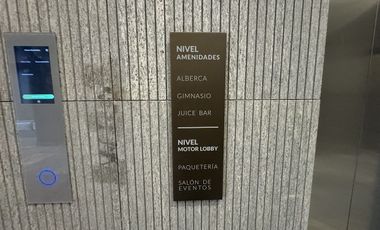 NIVEL
AMENIDADES
ALBERCA
GIMNASIO
JUICE BAR
NIVEL
MOTOR LOBBY
PAQUETERÍA
SALÓN DE
EVENTOS